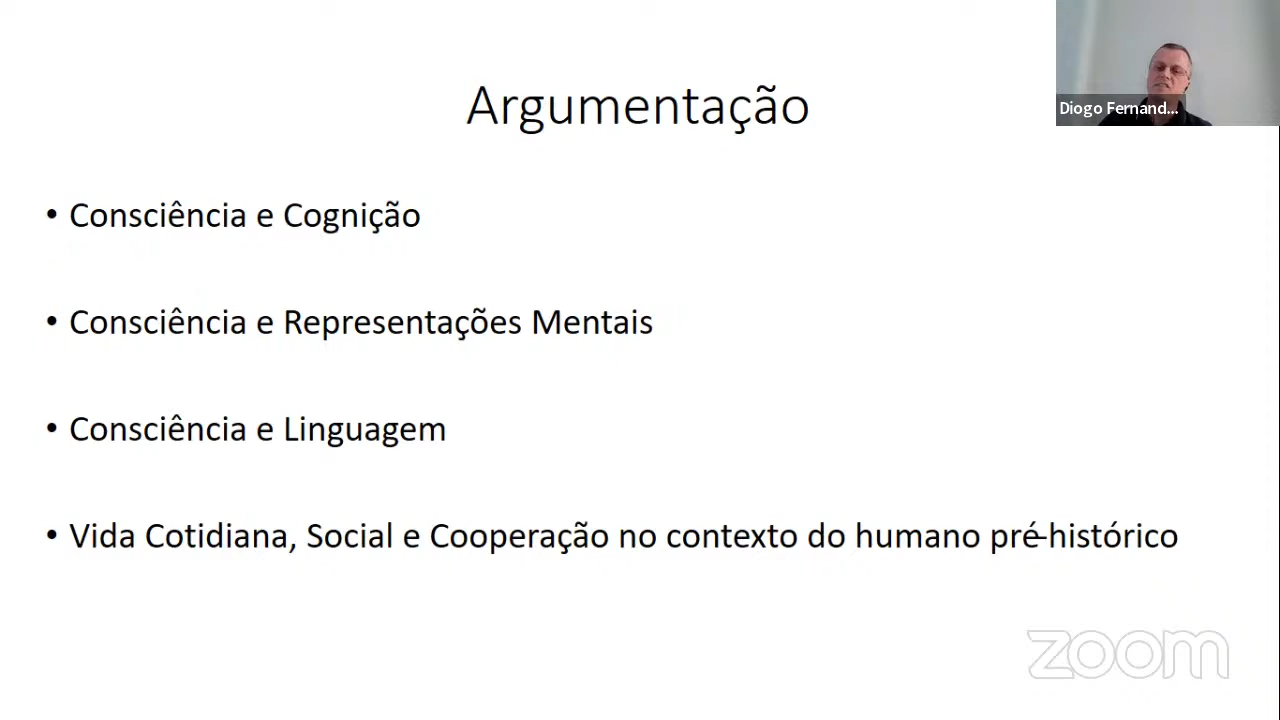 Argumentação
Diogo Fernand...
• Consciência e Cognição
• Consciência e Representações Mentais
• Consciência e Linguagem
• Vida Cotidiana, Social e Cooperação no contexto do humano pré-histórico
zoom